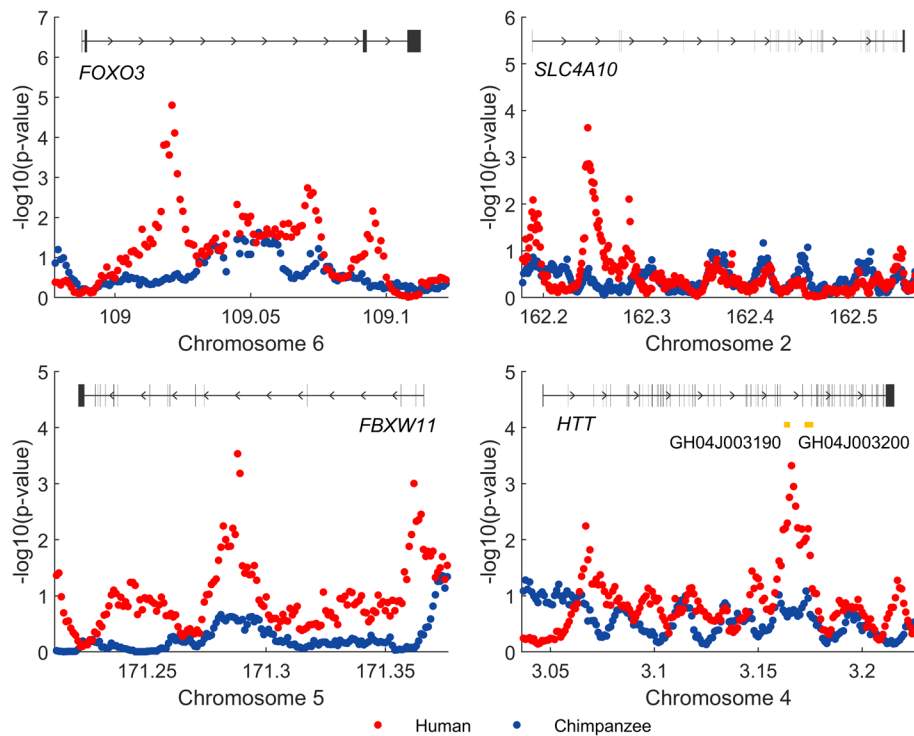 7
6
5
4
3
2
1
0
-log10(p-value)
FOXO3
109
109.05
109.1
Chromosome 6
6
5
4
3
2
1
0
-log10(p-value)
SLC4A10
162.2
162.3
162.4
162.5
Chromosome 2
5
4
3
2
1
0
-log10(p-value)
FBXW11
171.25
171.3
171.35
Chromosome 5
5
4
3
2
1
0
-log10(p-value)
HTT
GH04J003190
GH04J003200
3.05
3.1
3.15
3.2
Chromosome 4
Human
Chimpanzee